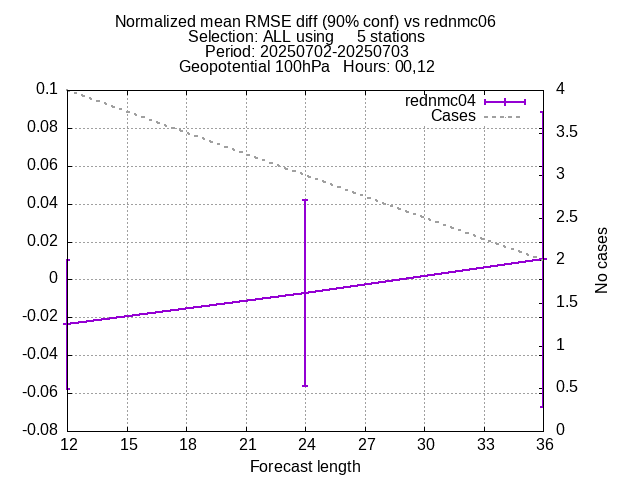 Normalized mean RMSE diff (90% conf) vs rednmc06
Selection: ALL using     5 stations
Period: 20250702-20250703
Geopotential 100hPa   Hours: 00,12
rednmc04
Cases
0.1
0.08
0.06
0.04
0.02
0
-0.02
-0.04
-0.06
-0.08
4
3.5
3
2.5
2
1.5
1
0.5
0
No cases
12 15 18 21 24 27 30 33 36
Forecast length